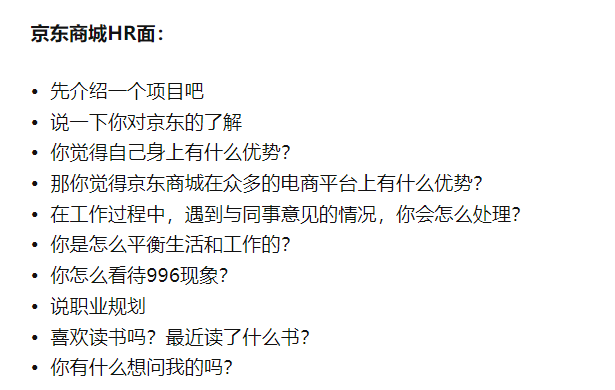 京东商城HR面：
• 先介绍一个项目吧
• 说一下你对京东的了解
• 你觉得自己身上有什么优势？
• 那你觉得京东商城在众多的电商平台上有什么优势？
• 在工作过程中，遇到与同事意见的情况，你会怎么处理？
• 你是怎么平衡生活和工作的？
• 你怎么看待996现象？
• 说职业规划
• 喜欢读书吗？最近读了什么书？
• 你有什么想问我的吗？